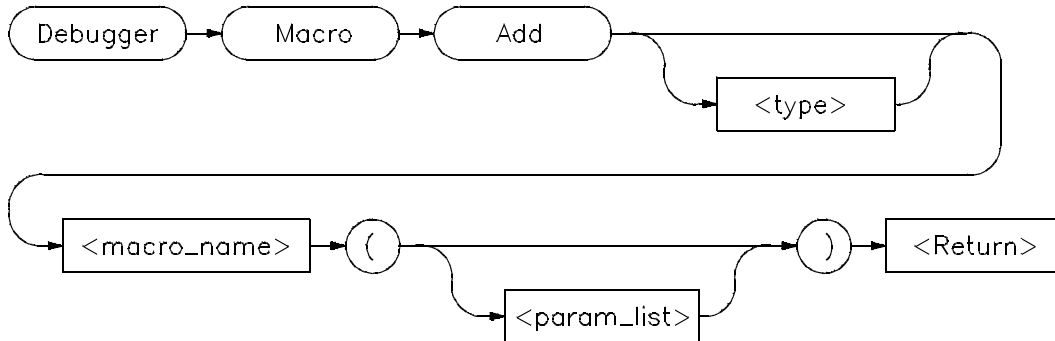 Debugger Macro Add
<type>
<macro_name> ( ) <Return>
<param_list>